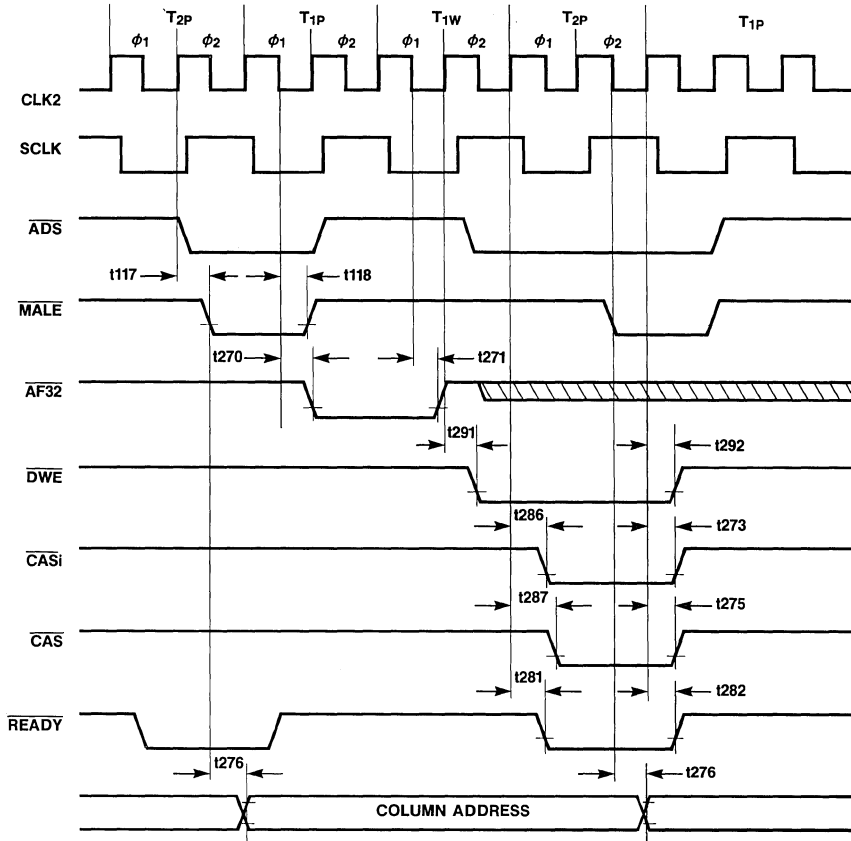 T2P T1P T1W T2P T1P
ϕ1 ϕ2 ϕ1 ϕ2 ϕ1 ϕ2 ϕ1 ϕ2
CLK2
SCLK
ADS
t117 t118
MALE
t270 t271
AF32
t291 t292
DWE
t286 t273
CASi
t287 t275
CAS
t281 t282
READY
t276 t276
COLUMN ADDRESS